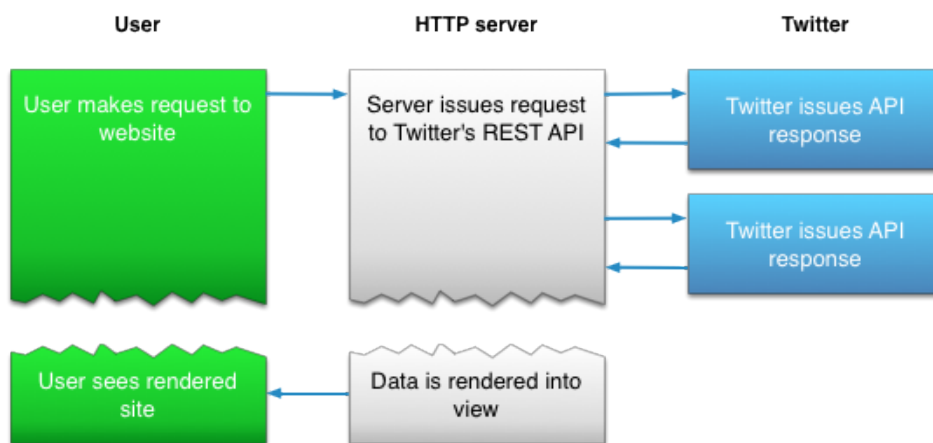 User
HTTP server
Twitter
User makes request to
website
Server issues request
to Twitter's REST API
Twitter issues API
response
Twitter issues API
response
User sees rendered
site
Data is rendered into
view